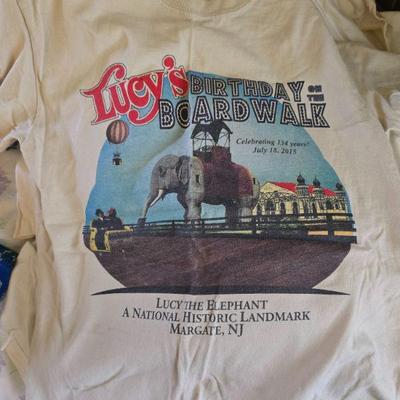 Lucy's BIRTHDAY ON THE
BOARDWALK
Celebrating 134 years!
July 18, 2015
LUCY THE ELEPHANT
A NATIONAL HISTORIC LANDMARK
MARGATE, NJ